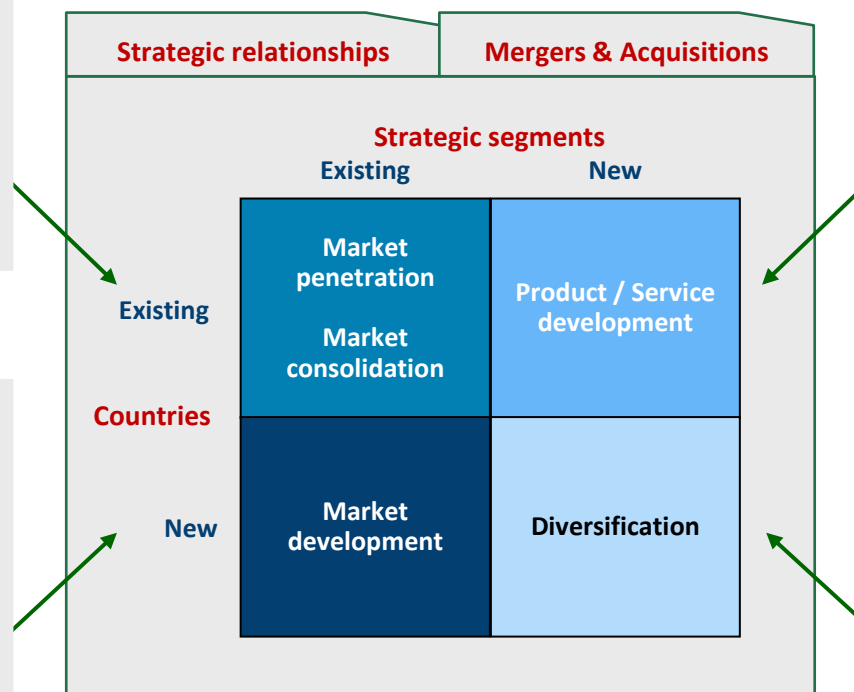 Strategic relationships
Mergers & Acquisitions
Strategic segments
Existing
New
Market
penetration
Market
consolidation
Product / Service
development
Existing
Countries
New
Market
development
Diversification